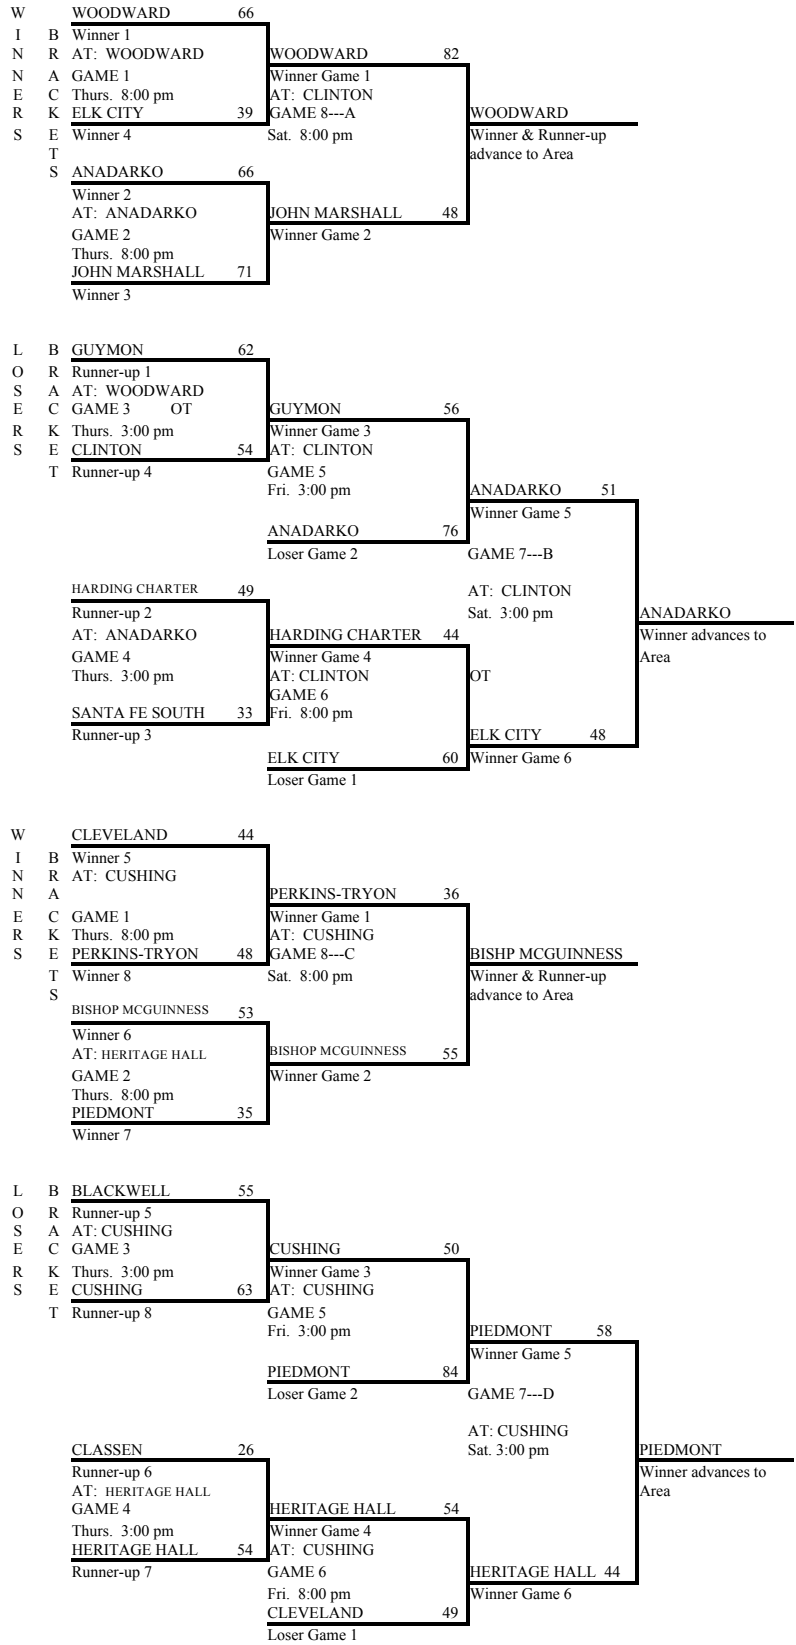 W WOODWARD 66
I B Winner 1
N R AT: WOODWARD WOODWARD 82
N A GAME 1 Winner Game 1
E C Thurs. 8:00 pm AT: CLINTON
R K ELK CITY 39 GAME 8---A WOODWARD
S E Winner 4 Sat. 8:00 pm Winner & Runner-up
T advance to Area
S ANADARKO 66
Winner 2
AT: ANADARKO JOHN MARSHALL 48
GAME 2 Winner Game 2
Thurs. 8:00 pm
JOHN MARSHALL 71
Winner 3
L B GUYMON 62
O R Runner-up 1
S A AT: WOODWARD
E C GAME 3 OT GUYMON 56
R K Thurs. 3:00 pm Winner Game 3
S E CLINTON 54 AT: CLINTON
T Runner-up 4 GAME 5
Fri. 3:00 pm ANADARKO 51
Winner Game 5
ANADARKO 76
Loser Game 2 GAME 7---B
HARDING CHARTER 49 AT: CLINTON
Runner-up 2 Sat. 3:00 pm ANADARKO
AT: ANADARKO HARDING CHARTER 44 Winner advances to
GAME 4 Winner Game 4 Area
Thurs. 3:00 pm AT: CLINTON OT
GAME 6
SANTA FE SOUTH 33 Fri. 8:00 pm
Runner-up 3 ELK CITY 48
ELK CITY 60 Winner Game 6
Loser Game 1
W CLEVELAND 44
I B Winner 5
N R AT: CUSHING
N A PERKINS-TRYON 36
E C GAME 1 Winner Game 1
R K Thurs. 8:00 pm AT: CUSHING
S E PERKINS-TRYON 48 GAME 8---C BISHP MCGUINNESS
T Winner 8 Sat. 8:00 pm Winner & Runner-up
S advance to Area
BISHOP MCGUINNESS 53
Winner 6
AT: HERITAGE HALL BISHOP MCGUINNESS 55
GAME 2 Winner Game 2
Thurs. 8:00 pm
PIEDMONT 35
Winner 7
L B BLACKWELL 55
O R Runner-up 5
S A AT: CUSHING
E C GAME 3 CUSHING 50
R K Thurs. 3:00 pm Winner Game 3
S E CUSHING 63 AT: CUSHING
T Runner-up 8 GAME 5
Fri. 3:00 pm PIEDMONT 58
Winner Game 5
PIEDMONT 84
Loser Game 2 GAME 7---D
AT: CUSHING
CLASSEN 26 Sat. 3:00 pm PIEDMONT
Runner-up 6 Winner advances to
AT: HERITAGE HALL Area
GAME 4 HERITAGE HALL 54
Thurs. 3:00 pm Winner Game 4
HERITAGE HALL 54 AT: CUSHING
Runner-up 7 GAME 6 HERITAGE HALL 44
Fri. 8:00 pm Winner Game 6
CLEVELAND 49
Loser Game 1